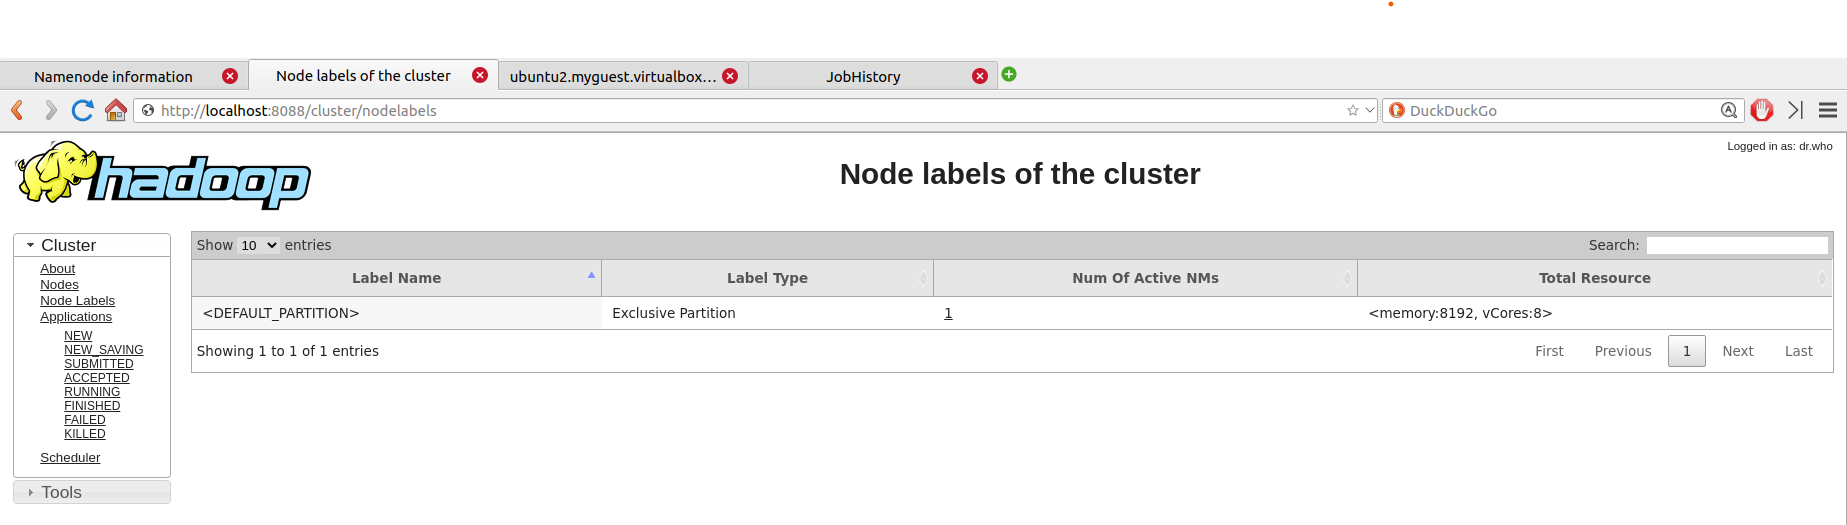 Namenode information
Node labels of the cluster
ubuntu2.myguest.virtualbox...
JobHistory
http://localhost:8088/cluster/nodelabels
DuckDuckGo
hadoop
Node labels of the cluster
Logged in as: dr.who
Cluster
About
Nodes
Node Labels
Applications
NEW
NEW_SAVING
SUBMITTED
ACCEPTED
RUNNING
FINISHED
FAILED
KILLED
Scheduler
Tools
Show 10 entries
Search:
Label Name Label Type Num Of Active NMs Total Resource
<DEFAULT_PARTITION> Exclusive Partition 1 <memory:8192, vCores:8>
Showing 1 to 1 of 1 entries
First Previous 1 Next Last